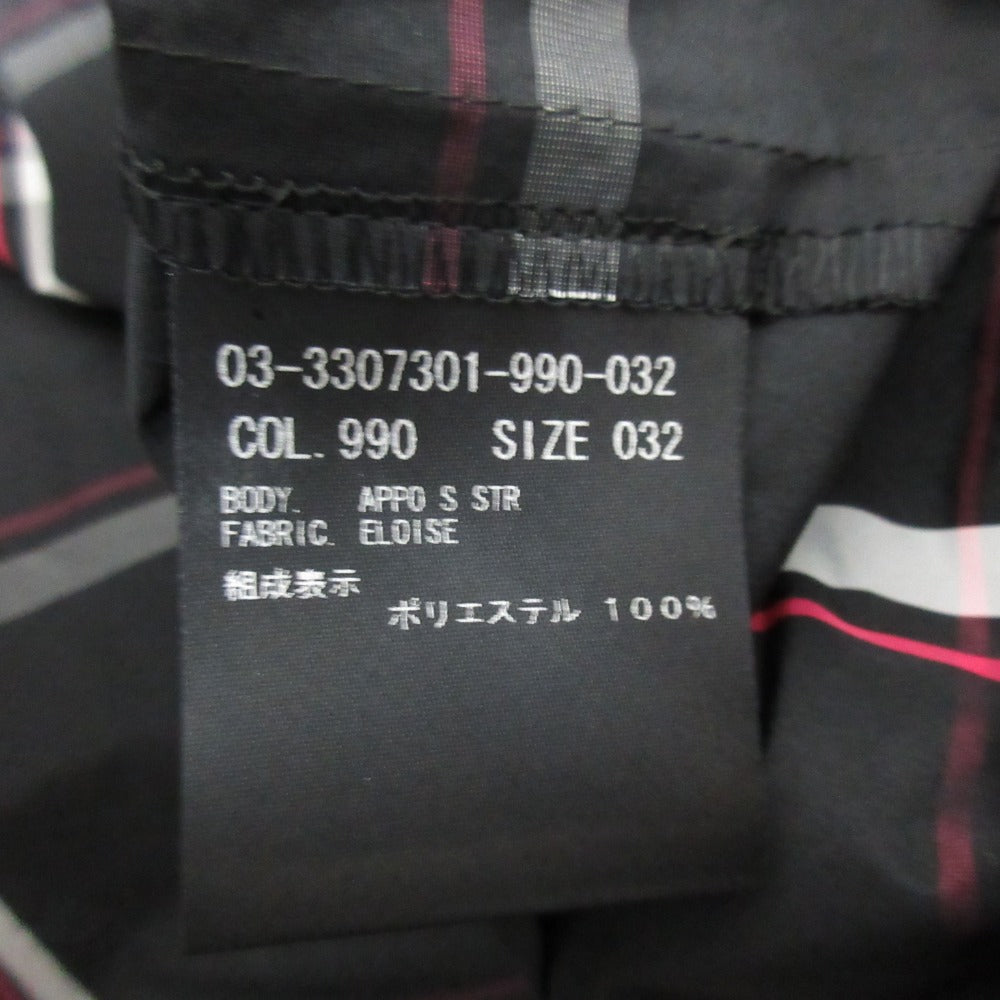 03-3307301-990-032
COL. 990 SIZE 032
BODY. APPO S STR
FABRIC. ELOISE
組成表示
ポリエステル 100%